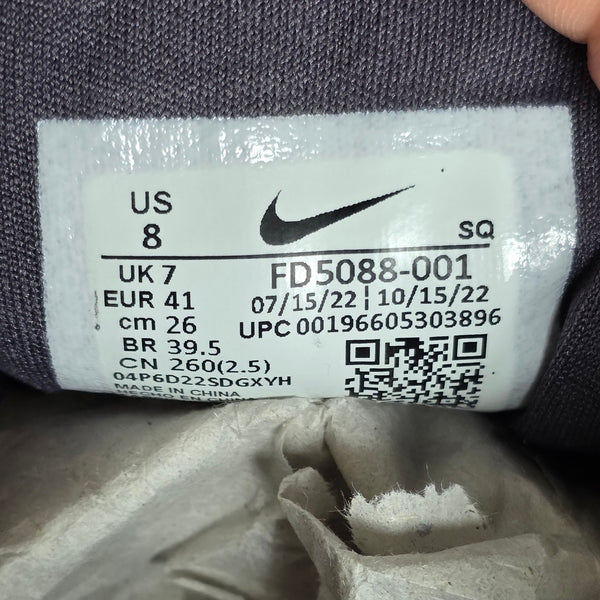 US
8
SQ
UK 7
EUR 41
cm 26
BR 39.5
CN 260(2.5)
04P6D22SDGXYH
MADE IN CHINA
FD5088-001
07/15/22 | 10/15/22
UPC 00196605303896